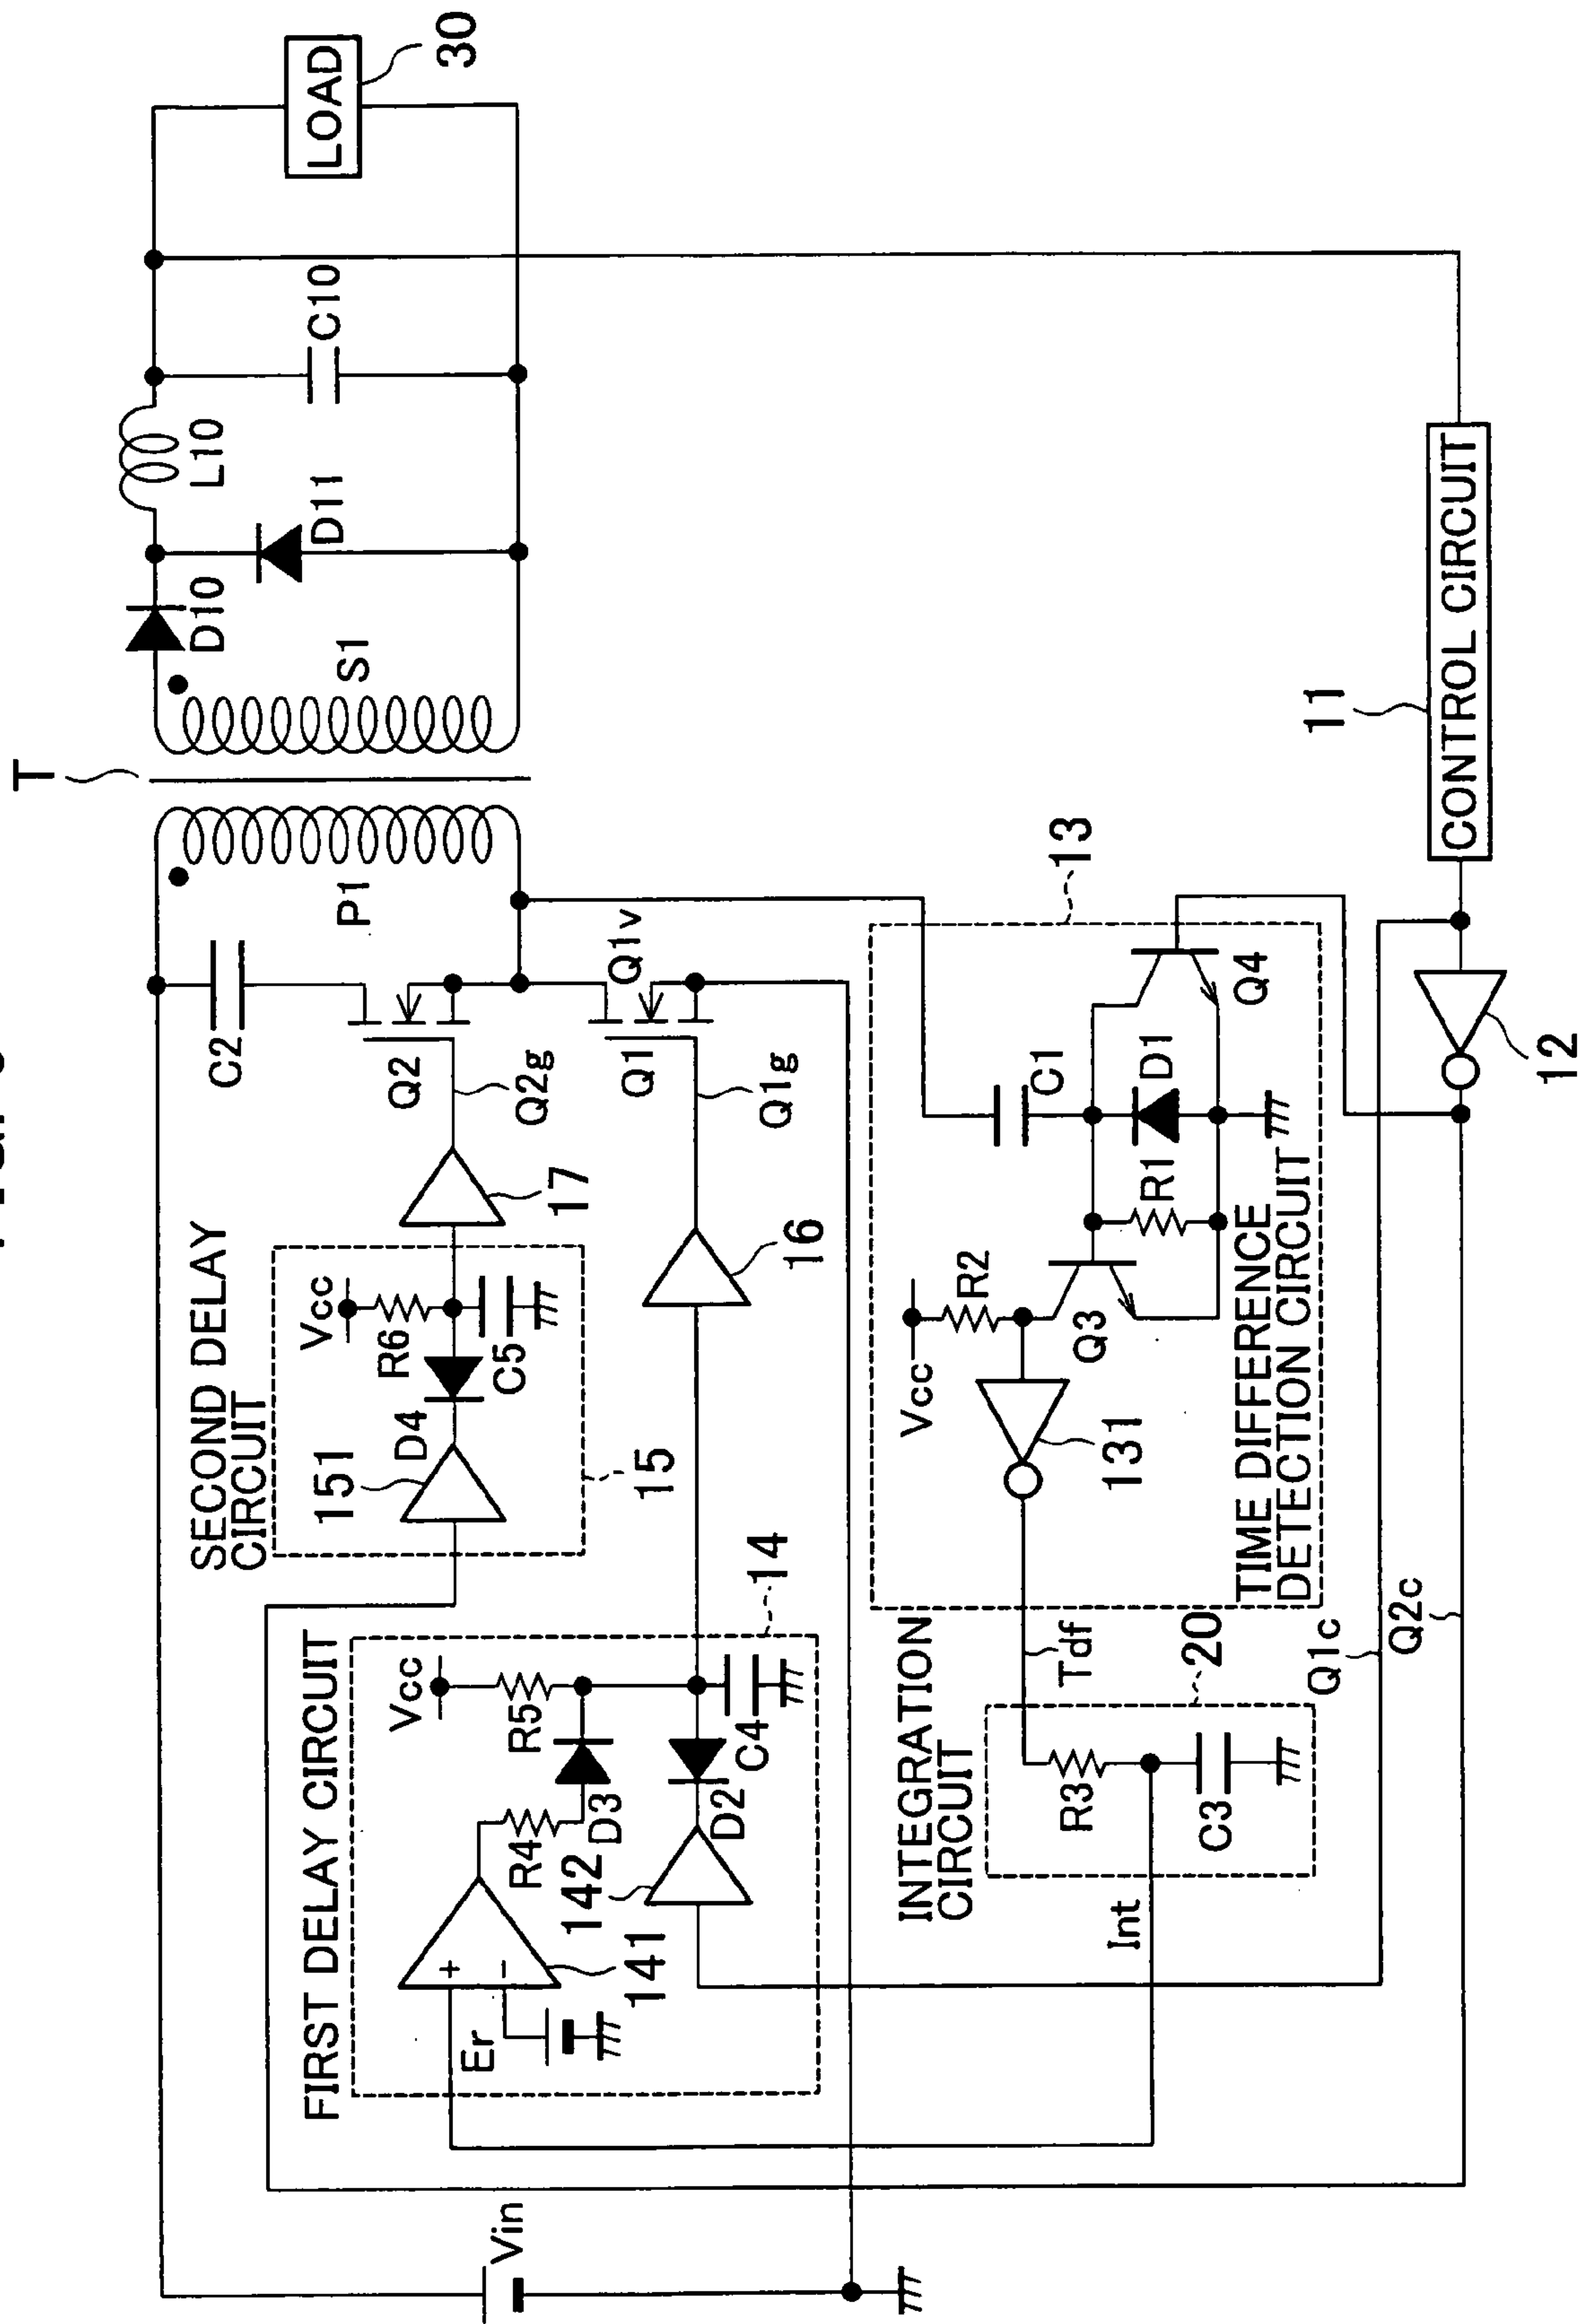 T
LOAD
30
C10
L10
D11
D10
S1
P1
C2
Q2
Q2g
Q1v
Q1
Q1g
17
16
SECOND DELAY
CIRCUIT
Vcc
R6
C5
D4
151
15
FIRST DELAY CIRCUIT
Vcc
R5
R4
D3
C4
D2
142
141
+
−
Er
14
Vin
13
Q4
C1
D1
R1
R2
Vcc
Q3
131
TIME DIFFERENCE
DETECTION CIRCUIT
INTEGRATION
CIRCUIT
Tdf
20
R3
C3
Int
Q1c
Q2c
11
CONTROL CIRCUIT
12